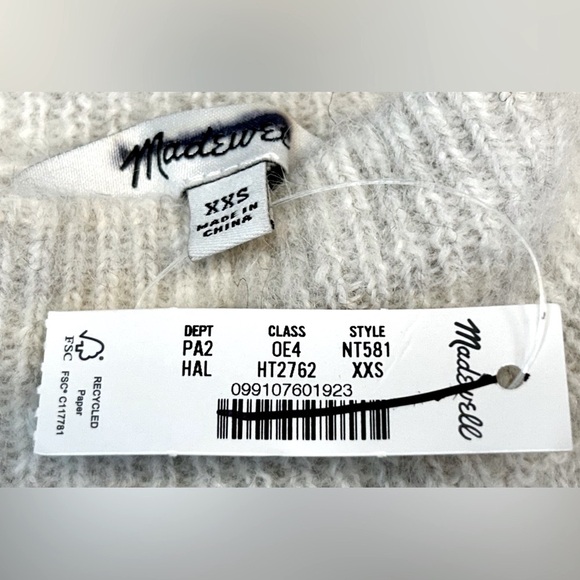 Madewell
XXS
MADE IN
CHINA
DEPT CLASS STYLE
PA2 0E4 NT581
HAL HT2762 XXS
099107601923
Madewell
FSC
RECYCLED
Paper
FSC® C117781